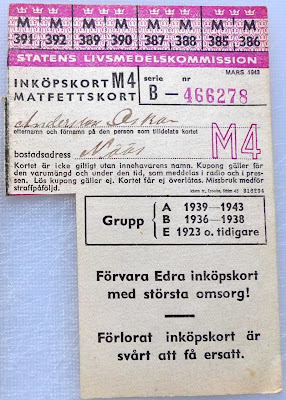 M M M M M M M M
391 392 389 390 387 388 385 386
STATENS LIVSMEDELSKOMMISSION
MARS 1943
INKÖPSKORT M4 serie nr
MATFETTSKORT B – 466278
Andersson Oskar
efternamn och förnamn på den person som tilldelats kortet
M4
bostadsadress Nääs
Kortet är icke giltigt utan innehavarens namn. Kupong gäller för
den varumängd och under den tid, som meddelas i radio och i pres-
sen. Lös kupong gäller ej. Kortet får ej överlåtas. Missbruk medför
straffpåföljd.
Grupp
A 1939–1943
B 1936–1938
E 1923 o. tidigare
Förvara Edra inköpskort
med största omsorg!
Förlorat inköpskort är
svårt att få ersatt.